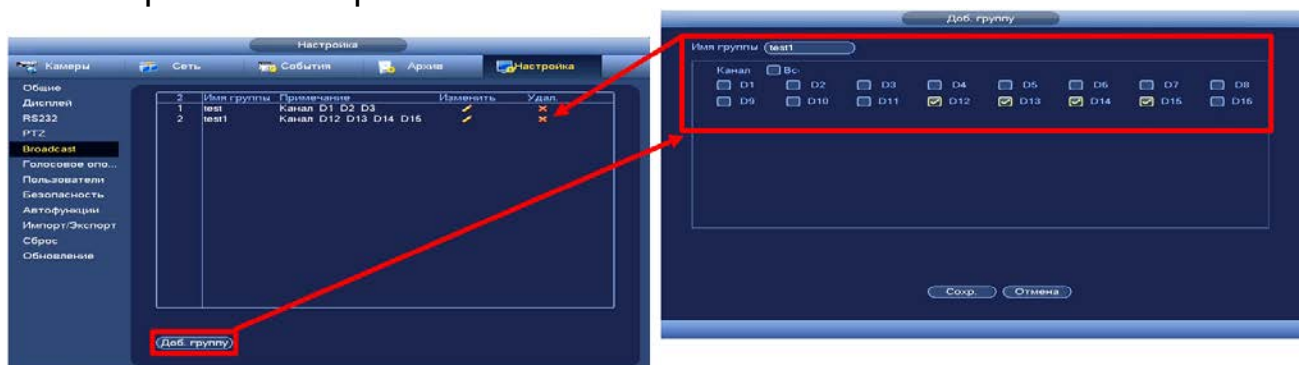 Настройка
Камеры Сеть События Архив Настройка
Общие
Дисплей
RS232
PTZ
Broadcast
Голосовое опо...
Пользователи
Безопасность
Автофункции
Импорт/Экспорт
Сброс
Обновление
2 Имя группы Примечание Изменить Удал.
1 test Канал D1 D2 D3
2 test1 Канал D12 D13 D14 D15
Доб. группу
Доб. группу
Имя группы test1
Канал Вс
D1 D2 D3 D4 D5 D6 D7 D8
D9 D10 D11 D12 D13 D14 D15 D16
Сохр. Отмена